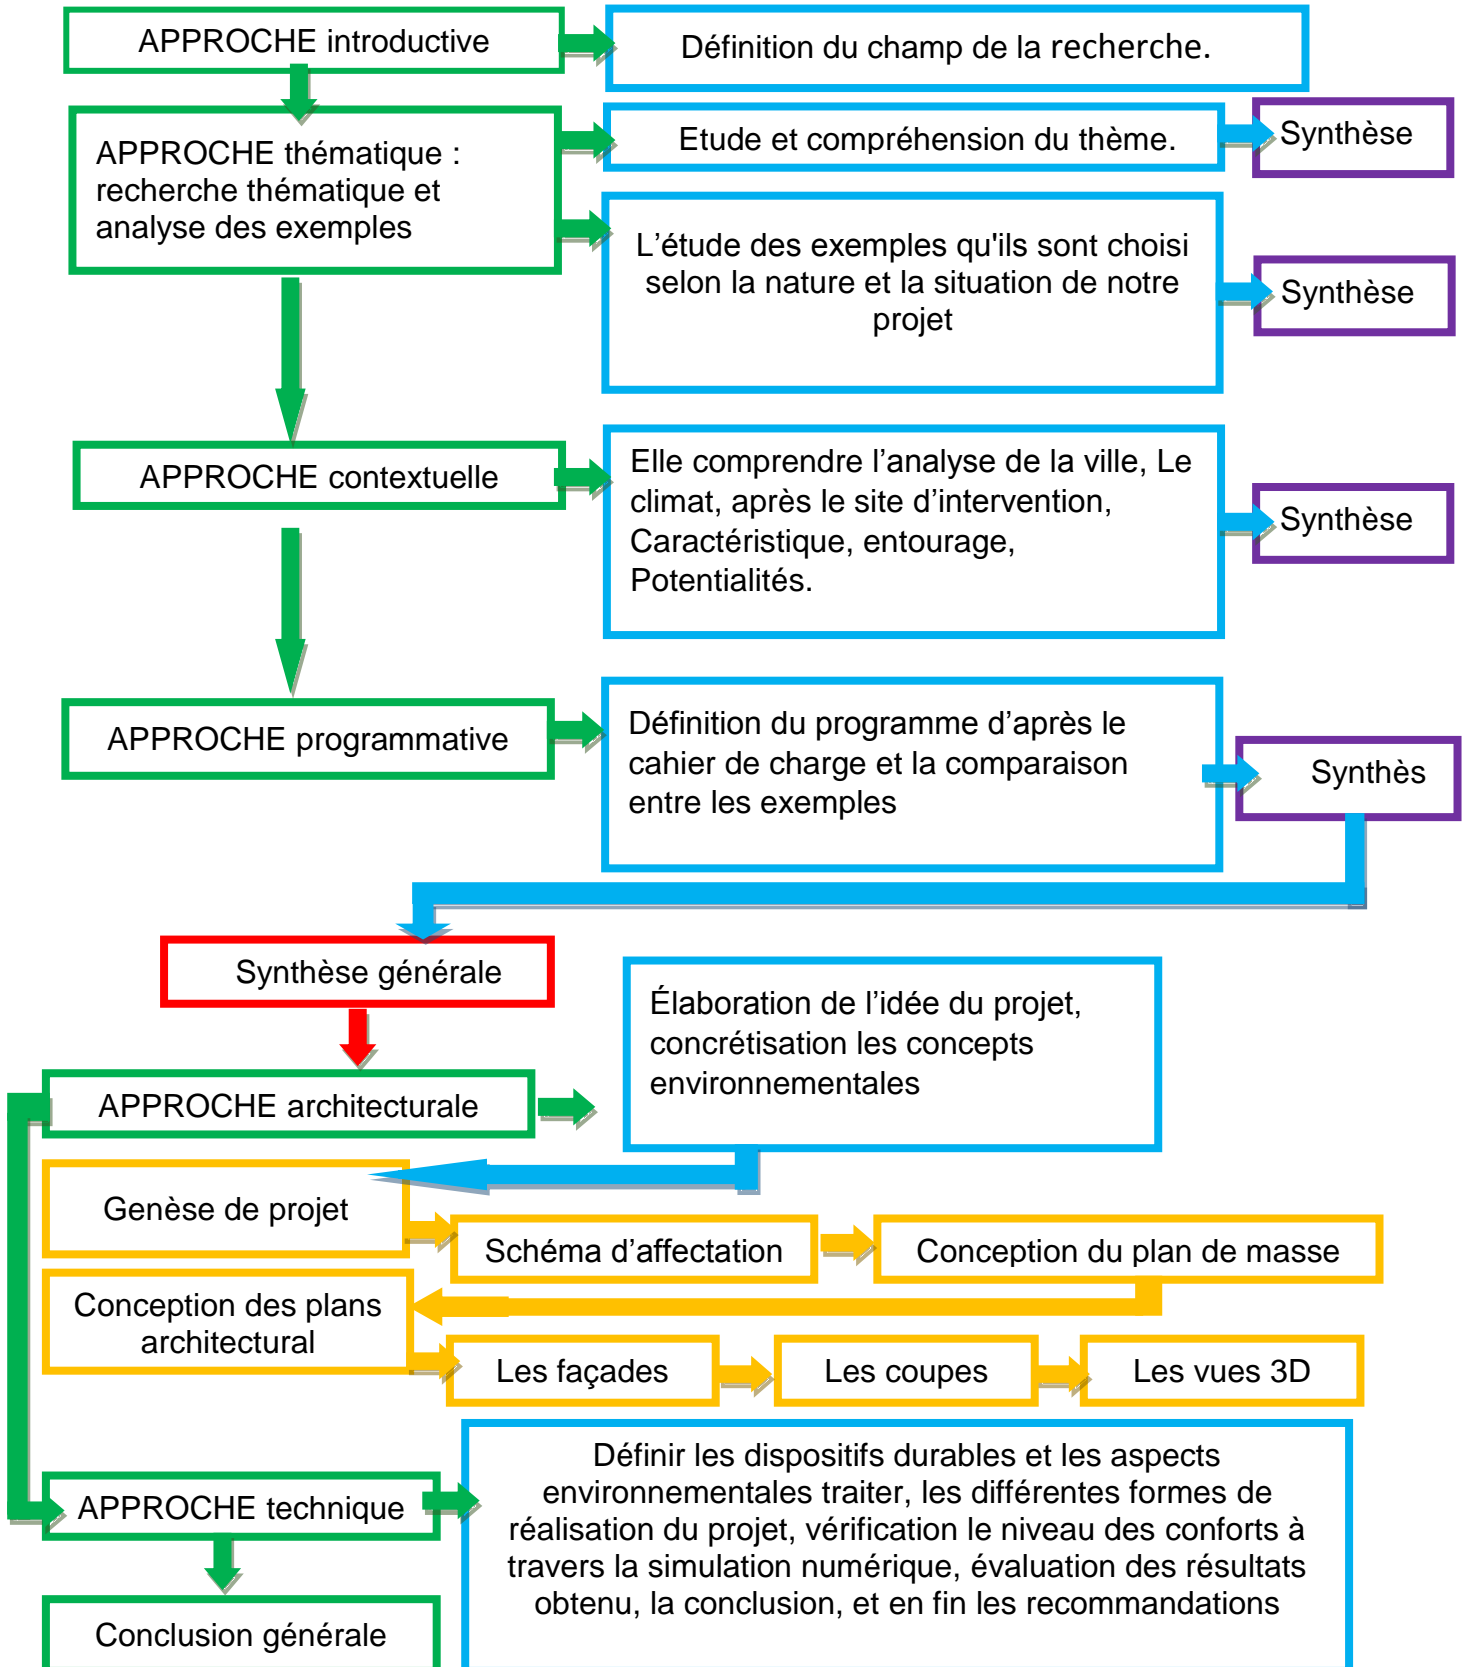 APPROCHE introductive
Définition du champ de la recherche.
APPROCHE thématique :
recherche thématique et
analyse des exemples
Etude et compréhension du thème.
Synthèse
L’étude des exemples qu'ils sont choisi
selon la nature et la situation de notre
projet
Synthèse
APPROCHE contextuelle
Elle comprendre l’analyse de la ville, Le
climat, après le site d’intervention,
Caractéristique, entourage,
Potentialités.
Synthèse
APPROCHE programmative
Définition du programme d’après le
cahier de charge et la comparaison
entre les exemples
Synthès
Synthèse générale
Élaboration de l’idée du projet,
concrétisation les concepts
environnementales
APPROCHE architecturale
Genèse de projet
Schéma d’affectation
Conception du plan de masse
Conception des plans
architectural
Les façades
Les coupes
Les vues 3D
APPROCHE technique
Définir les dispositifs durables et les aspects
environnementales traiter, les différentes formes de
réalisation du projet, vérification le niveau des conforts à
travers la simulation numérique, évaluation des résultats
obtenu, la conclusion, et en fin les recommandations
Conclusion générale